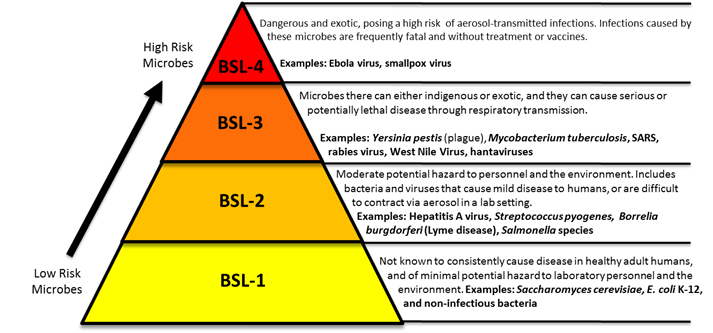 Dangerous and exotic, posing a high risk of aerosol-transmitted infections. Infections caused by
these microbes are frequently fatal and without treatment or vaccines.
High Risk
Microbes
BSL-4
Examples: Ebola virus, smallpox virus
Microbes there can either indigenous or exotic, and they can cause serious or
potentially lethal disease through respiratory transmission.
BSL-3
Examples: Yersinia pestis (plague), Mycobacterium tuberculosis, SARS,
rabies virus, West Nile Virus, hantaviruses
Moderate potential hazard to personnel and the environment. Includes
bacteria and viruses that cause mild disease to humans, or are difficult
to contract via aerosol in a lab setting.
BSL-2
Examples: Hepatitis A virus, Streptococcus pyogenes, Borrelia
burgdorferi (Lyme disease), Salmonella species
Low Risk
Microbes
BSL-1
Not known to consistently cause disease in healthy adult humans,
and of minimal potential hazard to laboratory personnel and the
environment. Examples: Saccharomyces cerevisiae, E. coli K-12,
and non-infectious bacteria